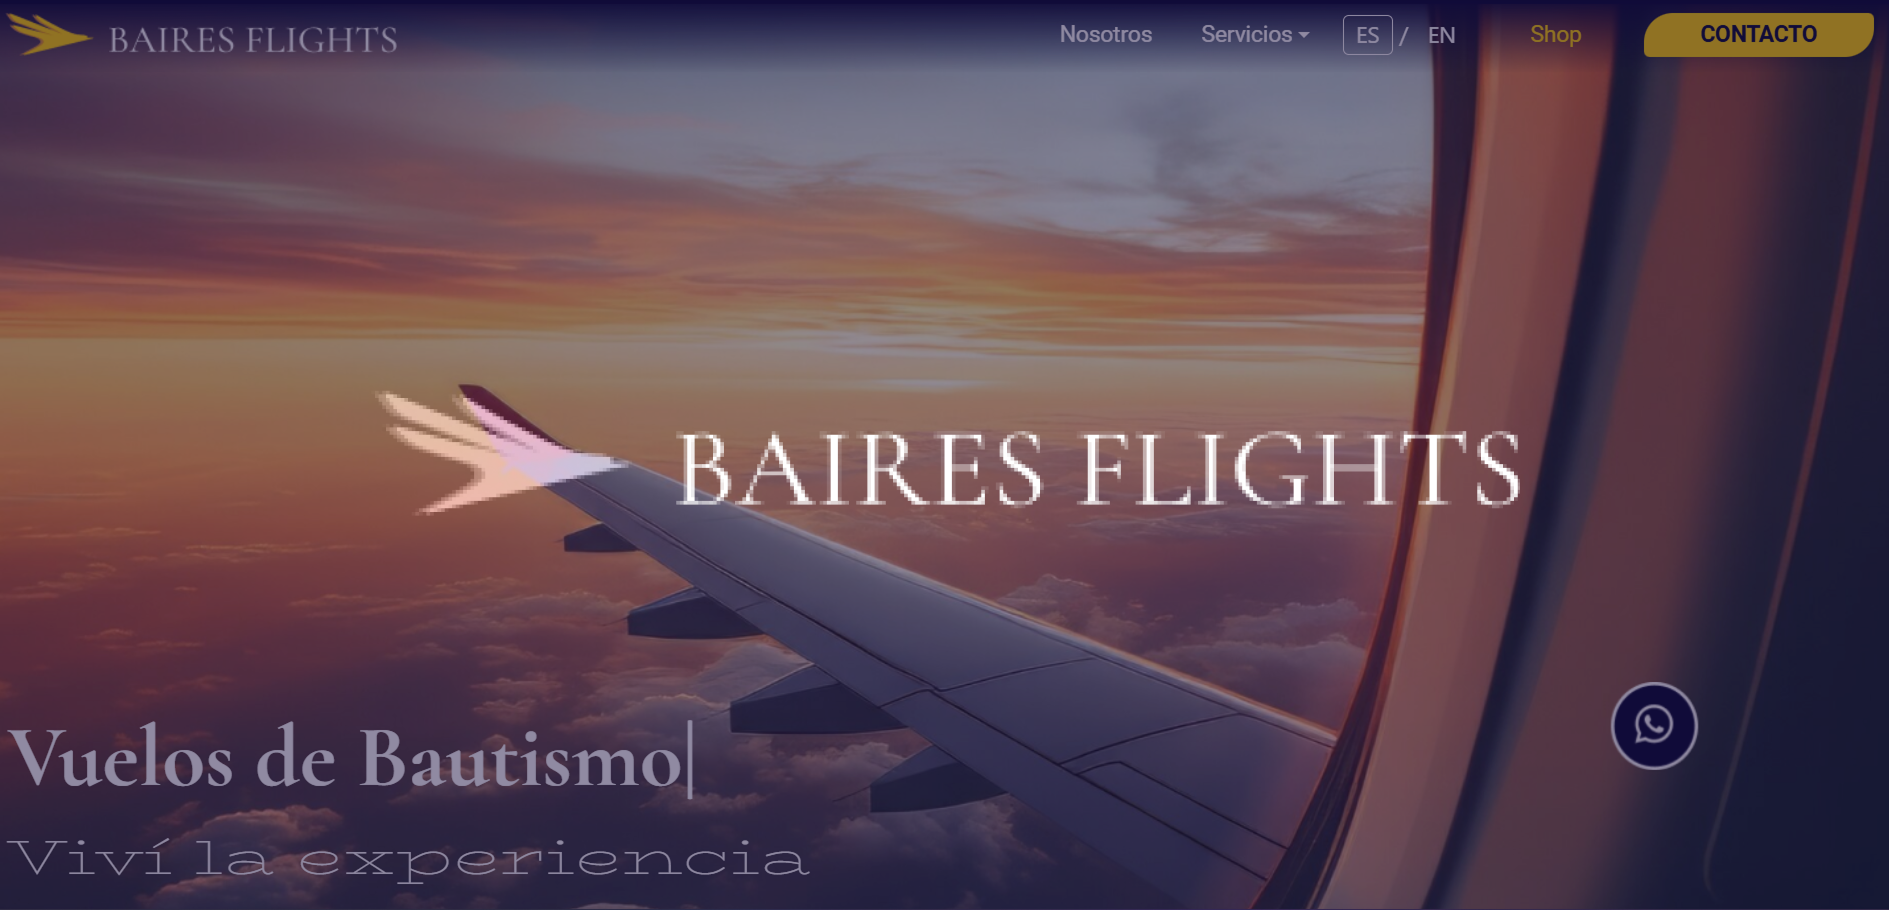 BAIRES FLIGHTS
Nosotros Servicios ES / EN Shop CONTACTO
BAIRES FLIGHTS
Vuelos de Bautismo
Viví la experiencia